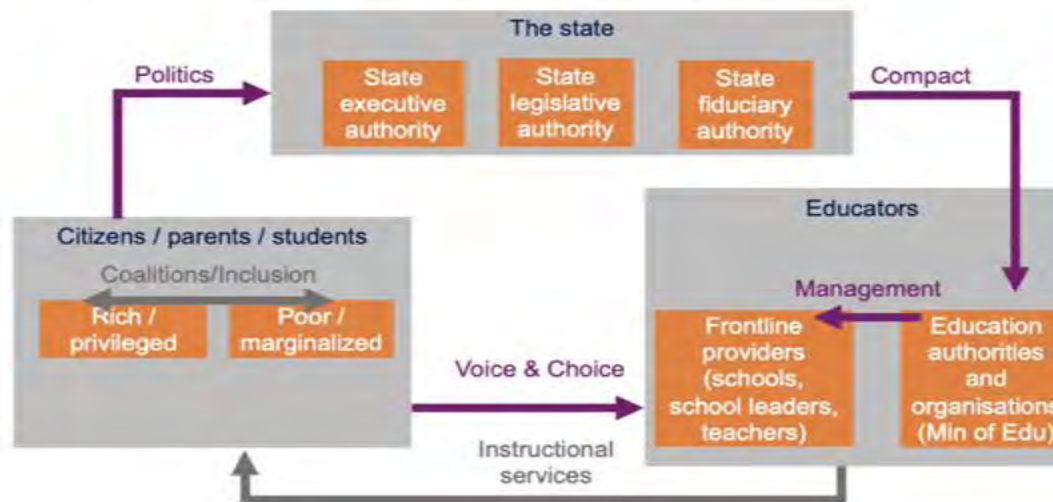 The state
Politics
State
executive
authority
State
legislative
authority
State
fiduciary
authority
Compact
Citizens / parents / students
Coalitions/Inclusion
Rich /
privileged
Poor /
marginalized
Voice & Choice
Educators
Management
Frontline
providers
(schools,
school leaders,
teachers)
Education
authorities
and
organisations
(Min of Edu)
Instructional
services